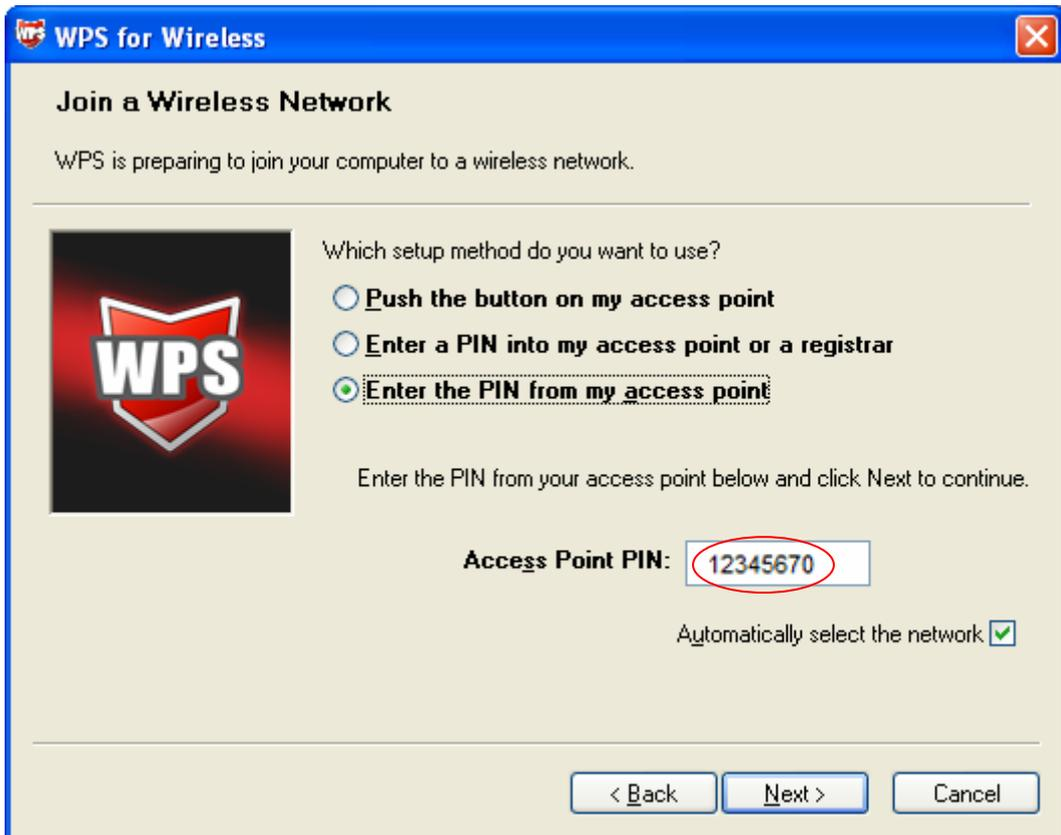 WPS WPS for Wireless
Join a Wireless Network
WPS is preparing to join your computer to a wireless network.
WPS
Which setup method do you want to use?
Push the button on my access point
Enter a PIN into my access point or a registrar
Enter the PIN from my access point
Enter the PIN from your access point below and click Next to continue.
Access Point PIN: 12345670
Automatically select the network
< Back Next > Cancel